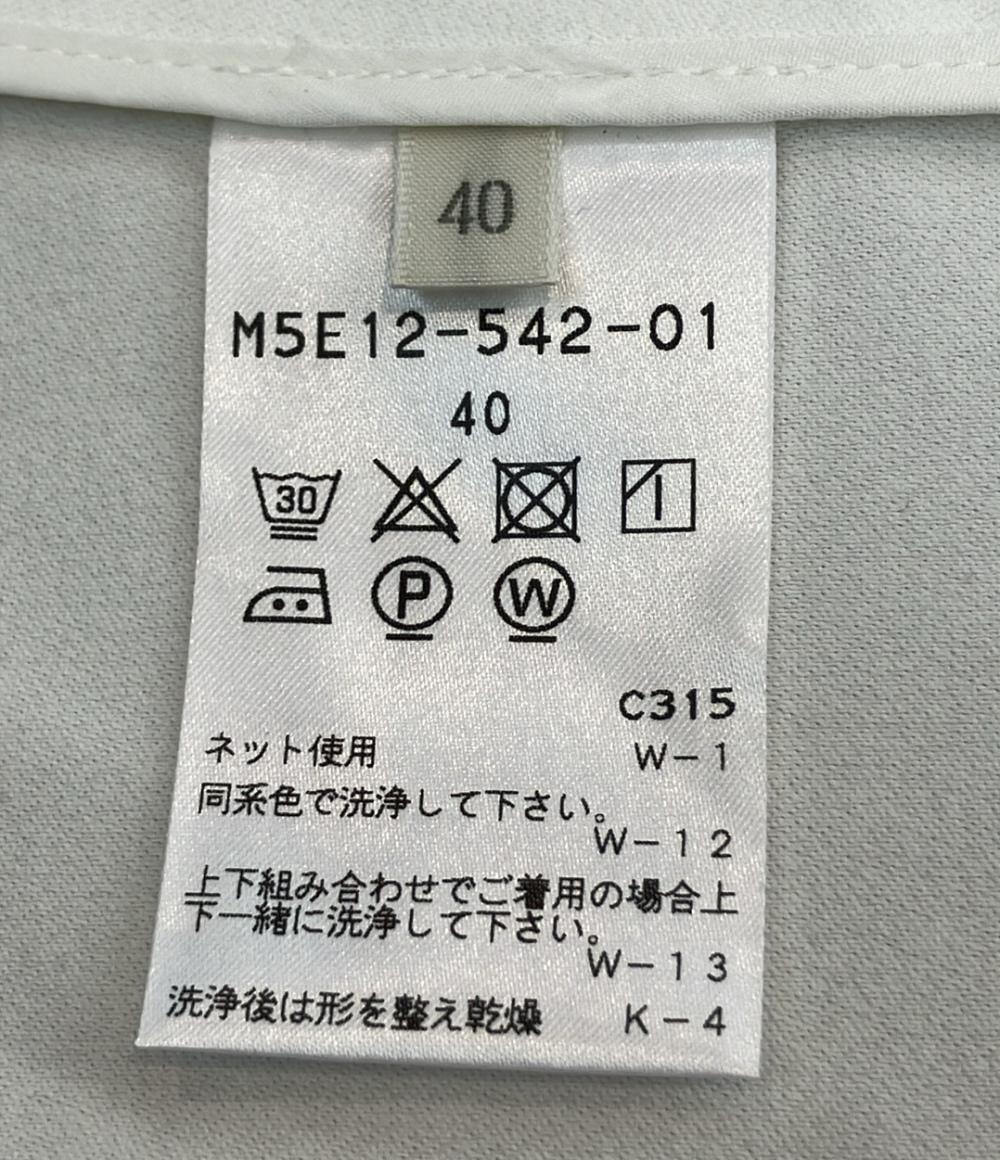 40
M5E12-542-01
40
30
P W
C315
ネット使用 W-1
同系色で洗浄して下さい。
W-12
上下組み合わせでご着用の場合上
下一緒に洗浄して下さい。
W-13
洗浄後は形を整え乾燥 K-4